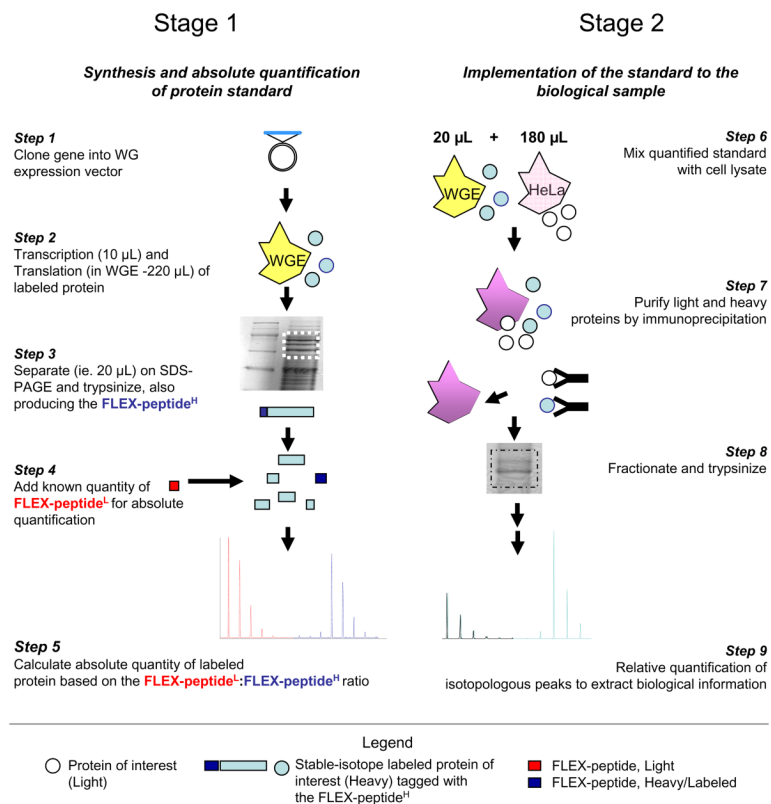 Stage 1
Synthesis and absolute quantification
of protein standard
Step 1
Clone gene into WG
expression vector
Step 2
Transcription (10 µL) and
Translation (in WGE -220 µL) of
labeled protein
WGE
Step 3
Separate (ie. 20 µL) on SDS-
PAGE and trypsinize, also
producing the FLEX-peptideᴴ
Step 4
Add known quantity of
FLEX-peptideᴸ for absolute
quantification
Step 5
Calculate absolute quantity of labeled
protein based on the FLEX-peptideᴸ:FLEX-peptideᴴ ratio
Stage 2
Implementation of the standard to the
biological sample
20 µL + 180 µL
WGE
HeLa
Step 6
Mix quantified standard
with cell lysate
Step 7
Purify light and heavy
proteins by immunoprecipitation
Step 8
Fractionate and trypsinize
Step 9
Relative quantification of
isotopologous peaks to extract biological information
Legend
Protein of interest
(Light)
Stable-isotope labeled protein of
interest (Heavy) tagged with
the FLEX-peptideᴴ
FLEX-peptide, Light
FLEX-peptide, Heavy/Labeled